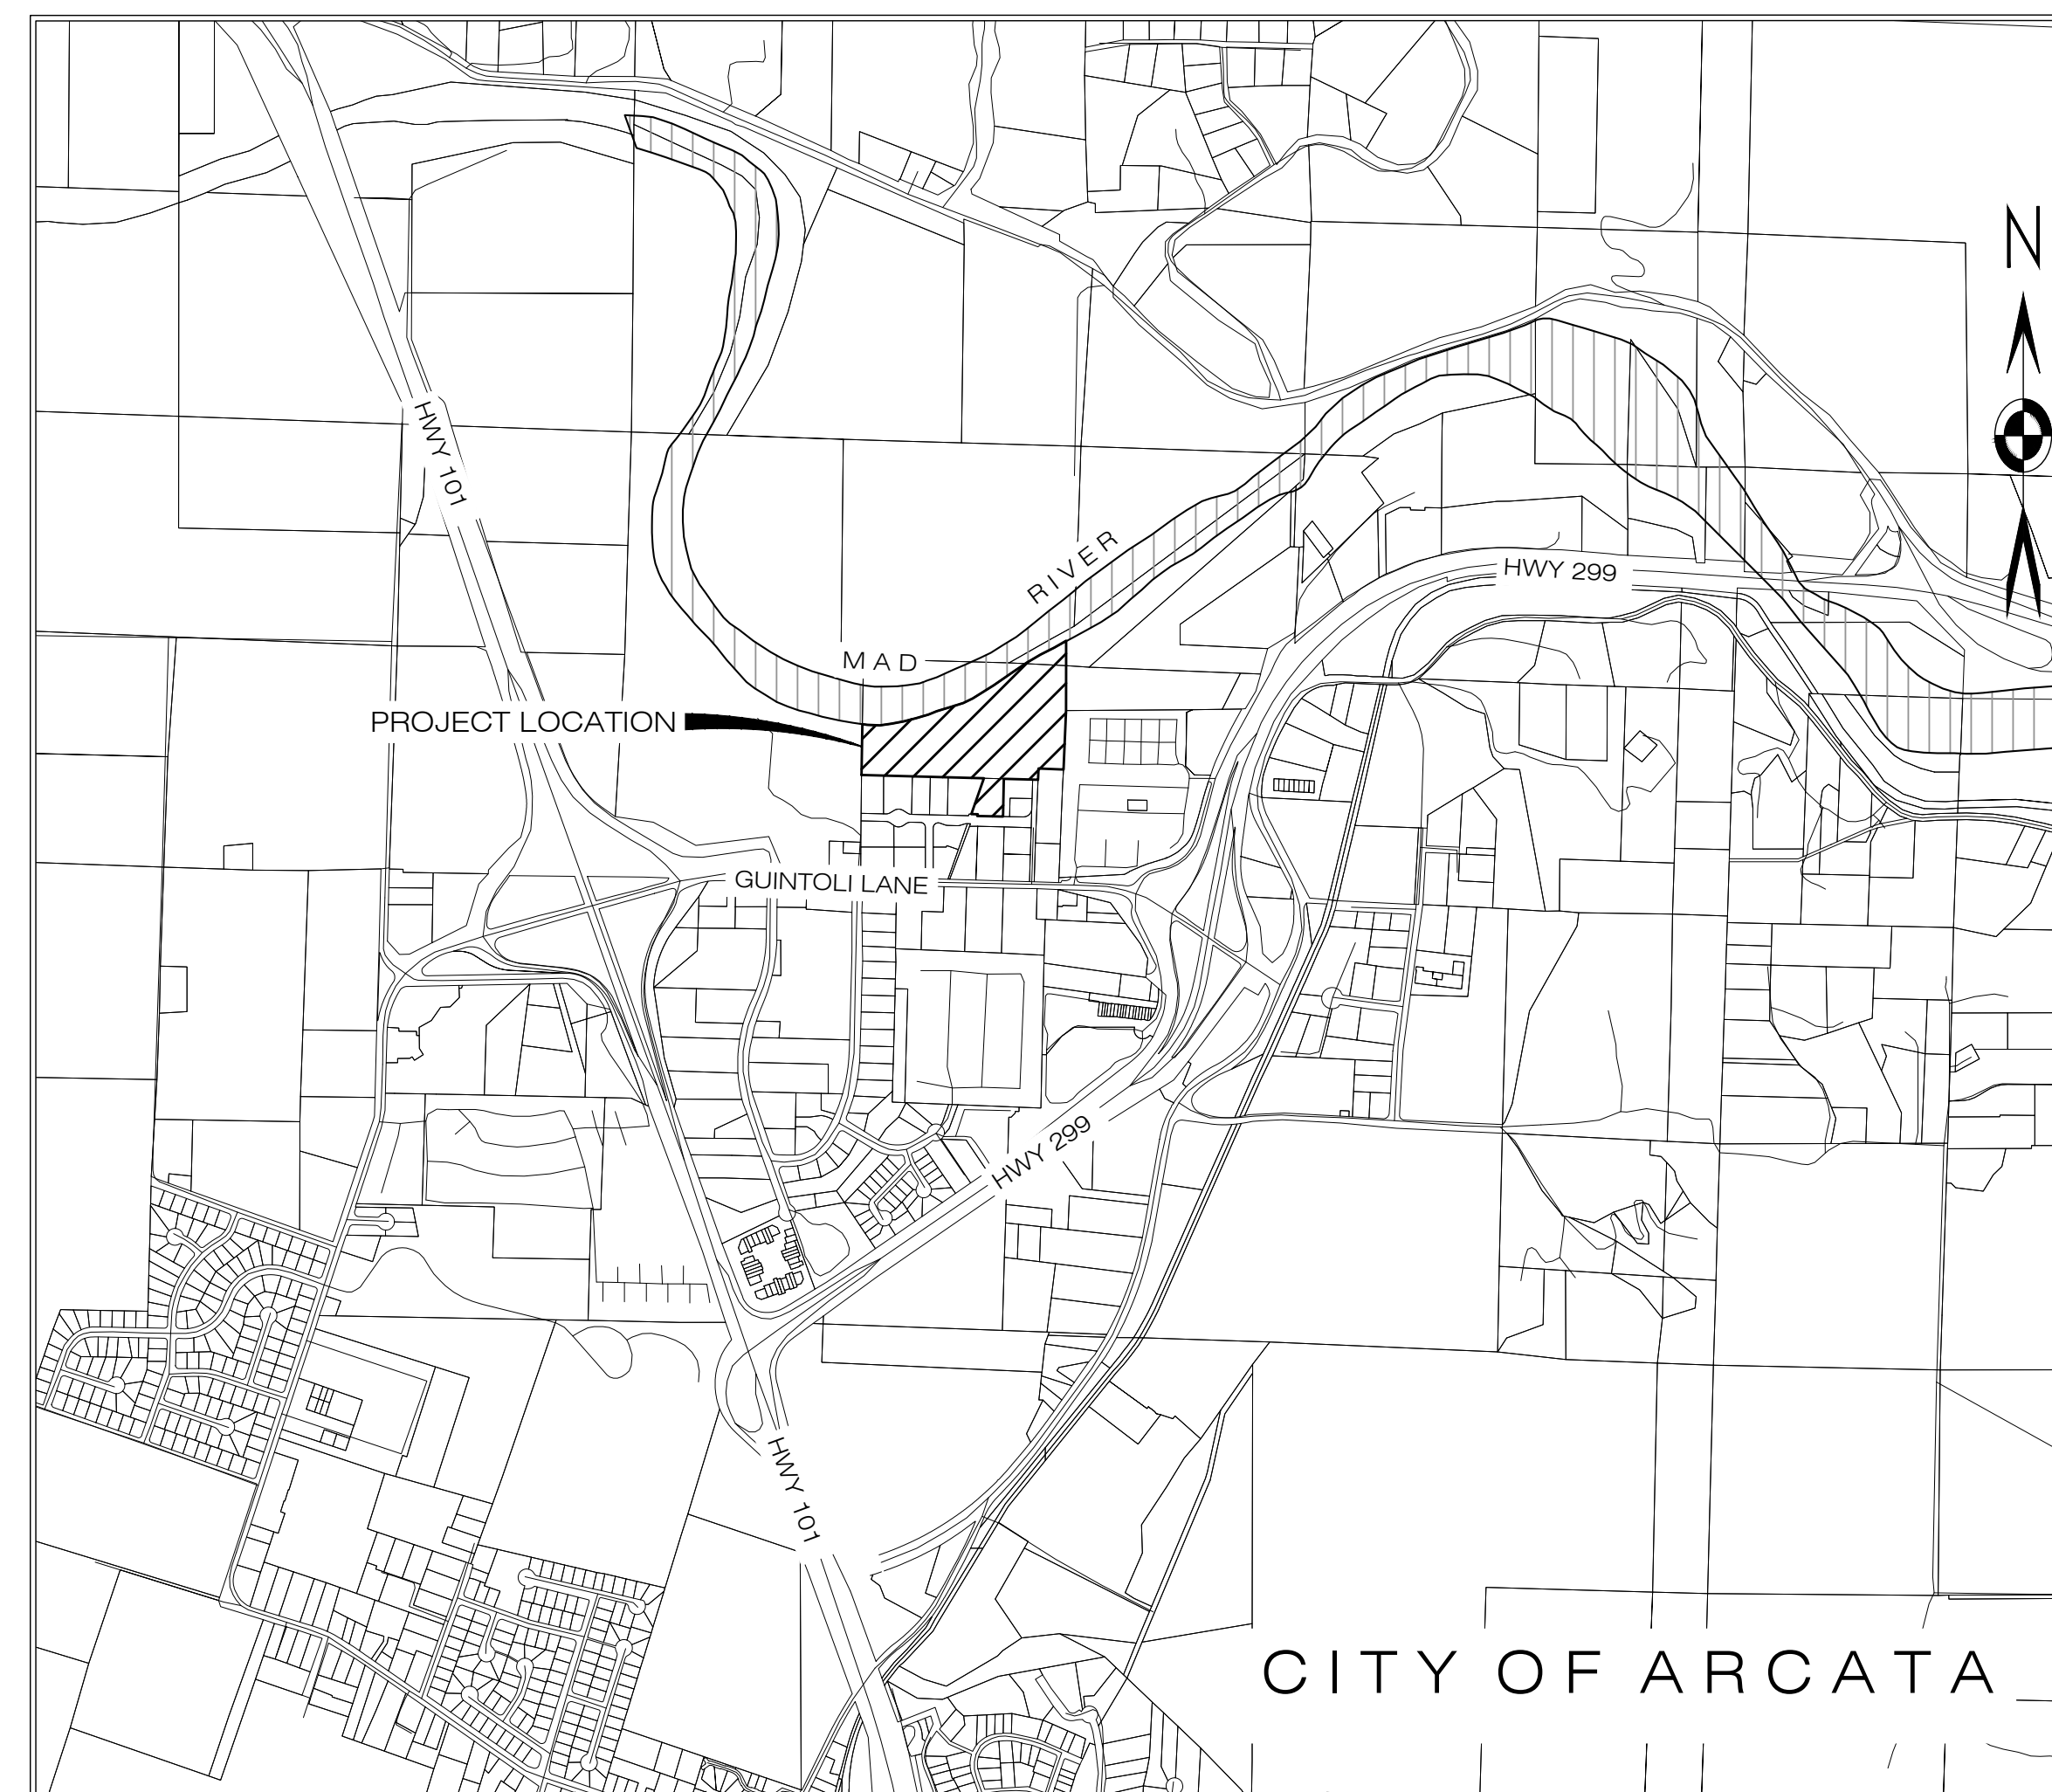 N
HWY 101
RIVER
HWY 299
MAD
PROJECT LOCATION
GUINTOLI LANE
HWY 299
HWY 101
CITY OF ARCATA